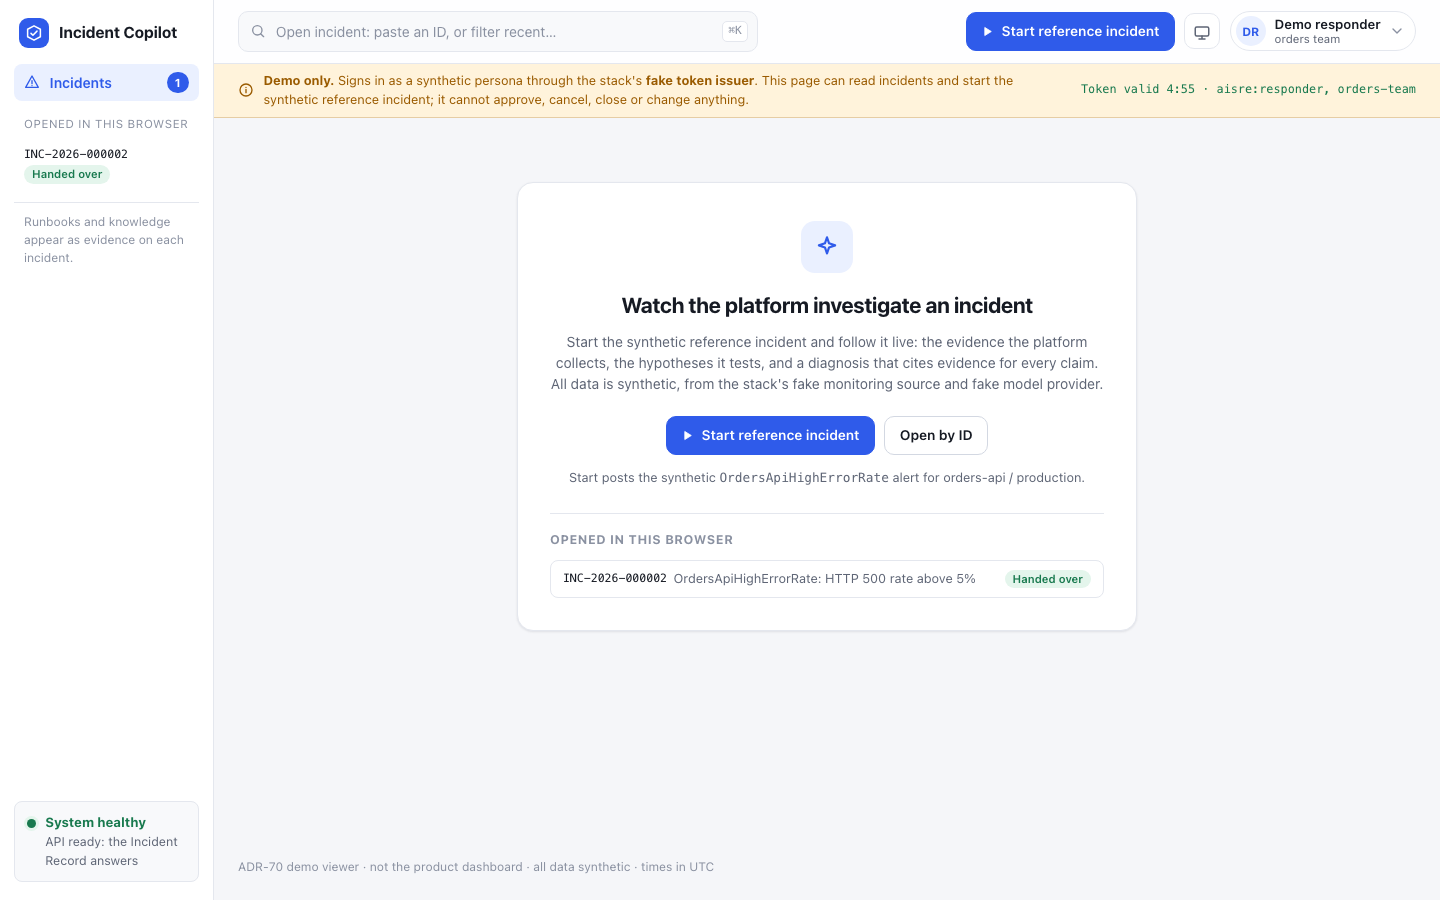 Incident Copilot
Open incident: paste an ID, or filter recent...
⌘K
Start reference incident
DR
Demo responder
orders team
Incidents
1
OPENED IN THIS BROWSER
INC-2026-000002
Handed over
Runbooks and knowledge
appear as evidence on each
incident.
Demo only. Signs in as a synthetic persona through the stack's fake token issuer. This page can read incidents and start the
synthetic reference incident; it cannot approve, cancel, close or change anything.
Token valid 4:55 · aisre:responder, orders-team
Watch the platform investigate an incident
Start the synthetic reference incident and follow it live: the evidence the platform
collects, the hypotheses it tests, and a diagnosis that cites evidence for every claim.
All data is synthetic, from the stack's fake monitoring source and fake model provider.
Start reference incident
Open by ID
Start posts the synthetic OrdersApiHighErrorRate alert for orders-api / production.
OPENED IN THIS BROWSER
INC-2026-000002 OrdersApiHighErrorRate: HTTP 500 rate above 5% Handed over
System healthy
API ready: the Incident
Record answers
ADR-70 demo viewer · not the product dashboard · all data synthetic · times in UTC